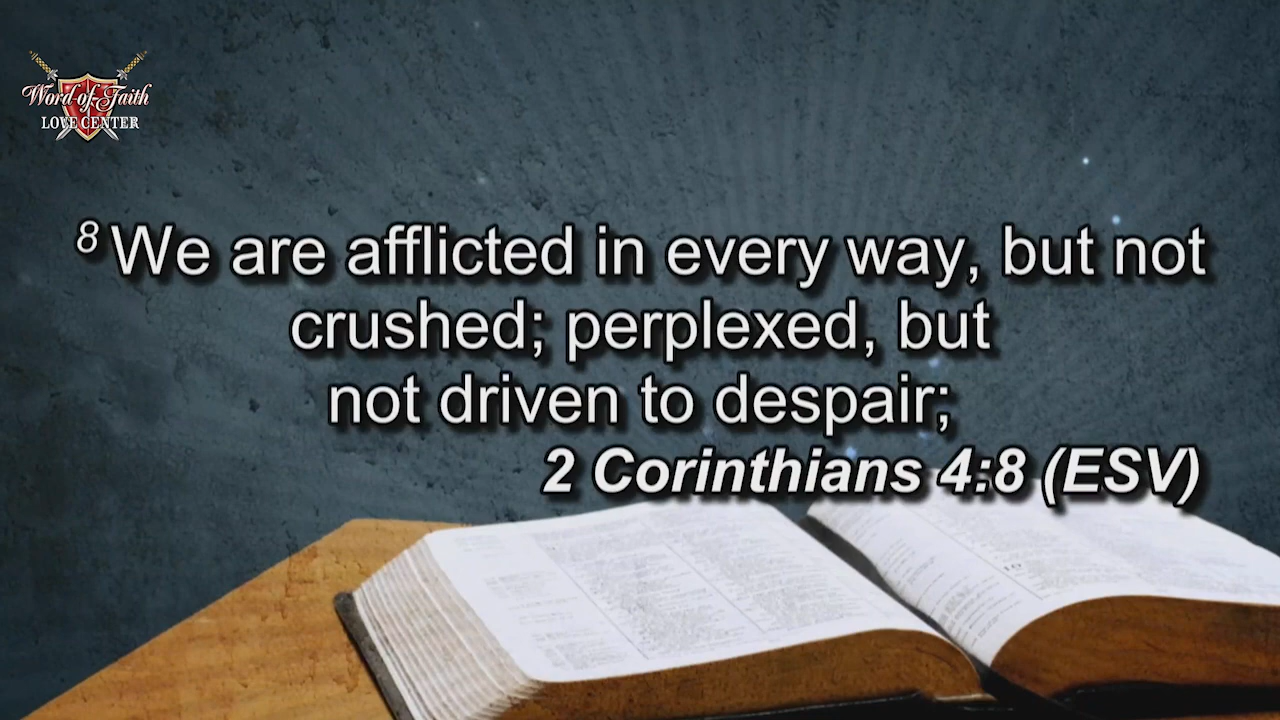 Word of Faith
LOVE CENTER
8 We are afflicted in every way, but not
crushed; perplexed, but
not driven to despair;
2 Corinthians 4:8 (ESV)
10